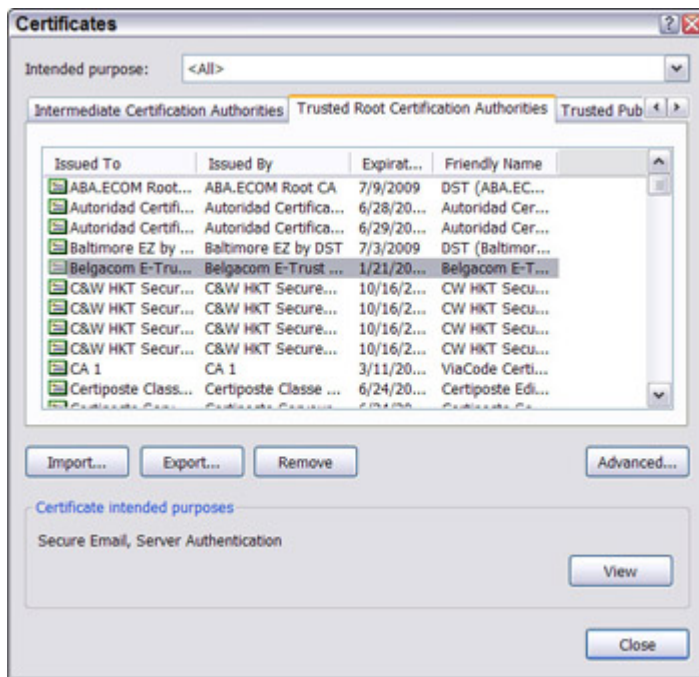 Certificates
Intended purpose: <All>
Intermediate Certification Authorities Trusted Root Certification Authorities Trusted Pub
Issued To Issued By Expirat... Friendly Name
ABA.ECOM Root... ABA.ECOM Root CA 7/9/2009 DST (ABA.EC...
Autoridad Certifi... Autoridad Certifica... 6/28/20... Autoridad Cer...
Autoridad Certifi... Autoridad Certifica... 6/29/20... Autoridad Cer...
Baltimore EZ by ... Baltimore EZ by DST 7/3/2009 DST (Baltimor...
Belgacom E-Tru... Belgacom E-Trust ... 1/21/20... Belgacom E-T...
C&W HKT Secur... C&W HKT Secure... 10/16/2... CW HKT Secu...
C&W HKT Secur... C&W HKT Secure... 10/16/2... CW HKT Secu...
C&W HKT Secur... C&W HKT Secure... 10/16/2... CW HKT Secu...
C&W HKT Secur... C&W HKT Secure... 10/16/2... CW HKT Secu...
CA 1 CA 1 3/11/20... ViaCode Certi...
Certiposte Class... Certiposte Classe ... 6/24/20... Certiposte Edi...
Import... Export... Remove Advanced...
Certificate intended purposes
Secure Email, Server Authentication
View
Close